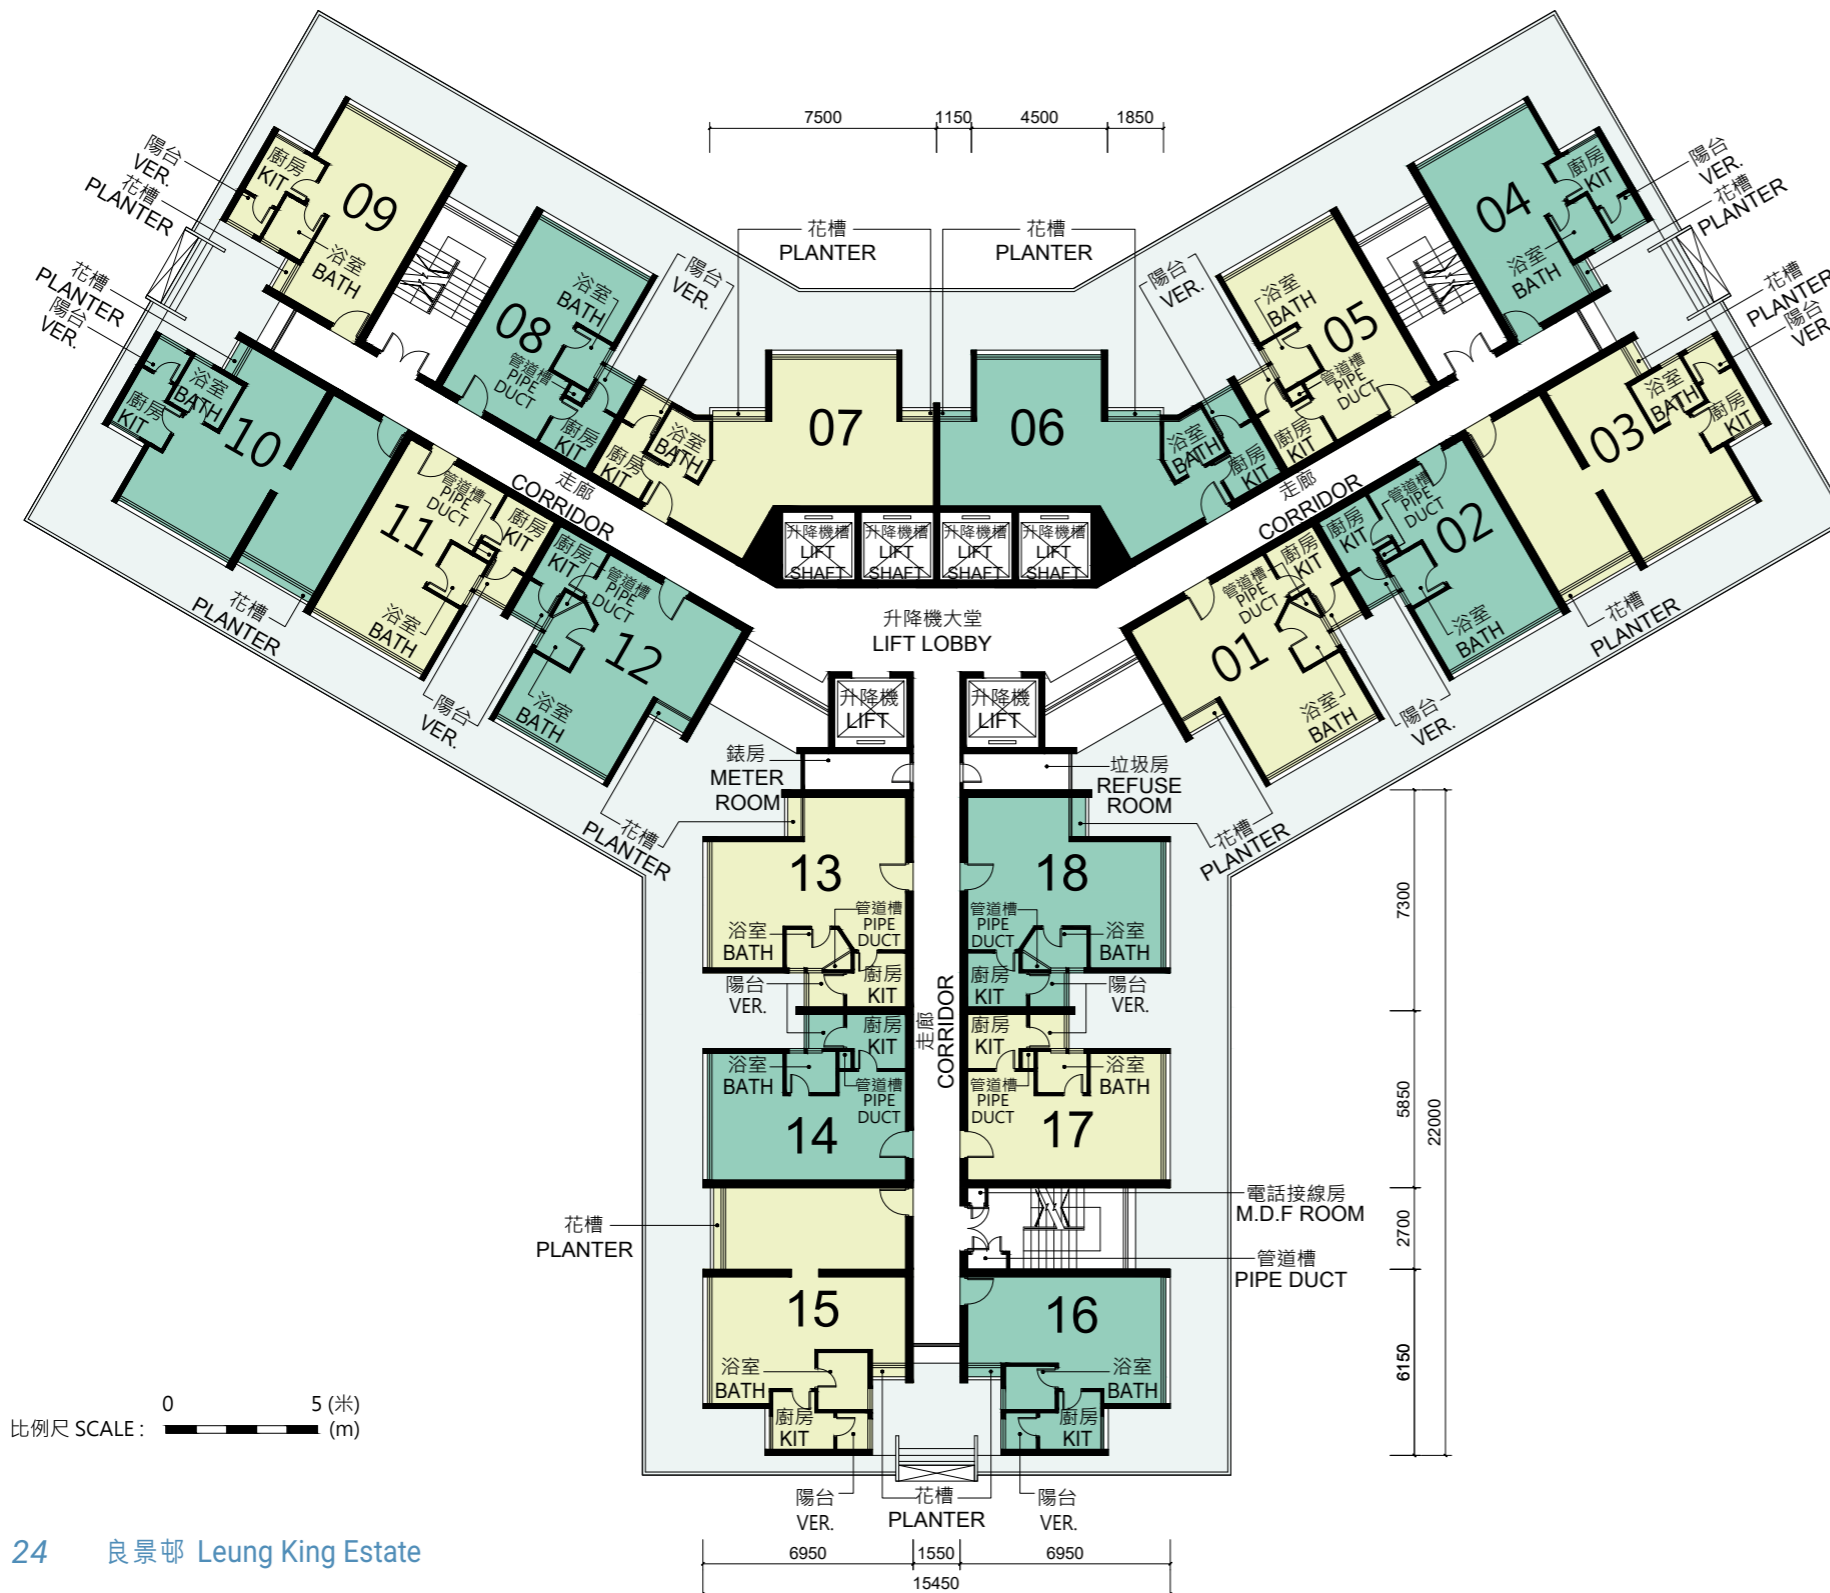 7500
1150
4500
1850
陽台
VER.
花槽
PLANTER
廚房
KIT
09
浴室
BATH
花槽
PLANTER
陽台
VER.
08
浴室
BATH
陽台
VER.
管道槽
PIPE
DUCT
廚房
KIT
花槽
PLANTER
花槽
PLANTER
陽台
VER.
浴室
BATH
05
管道槽
PIPE
DUCT
廚房
KIT
04
廚房
KIT
浴室
BATH
陽台
VER.
花槽
PLANTER
花槽
PLANTER
陽台
VER.
浴室
BATH
廚房
KIT
10
07
浴室
BATH
廚房
KIT
06
浴室
BATH
廚房
KIT
03
浴室
BATH
廚房
KIT
走廊
CORRIDOR
走廊
CORRIDOR
11
管道槽
PIPE
DUCT
廚房
KIT
浴室
BATH
花槽
PLANTER
廚房
KIT
管道槽
PIPE
DUCT
12
浴室
BATH
陽台
VER.
升降機槽
LIFT
SHAFT
升降機槽
LIFT
SHAFT
升降機槽
LIFT
SHAFT
升降機槽
LIFT
SHAFT
升降機大堂
LIFT LOBBY
廚房
KIT
管道槽
PIPE
DUCT
01
浴室
BATH
陽台
VER.
廚房
KIT
管道槽
PIPE
DUCT
02
浴室
BATH
花槽
PLANTER
升降機
LIFT
升降機
LIFT
錶房
METER
ROOM
垃圾房
REFUSE
ROOM
花槽
PLANTER
花槽
PLANTER
13
浴室
BATH
管道槽
PIPE
DUCT
廚房
KIT
陽台
VER.
18
管道槽
PIPE
DUCT
浴室
BATH
廚房
KIT
陽台
VER.
走廊
CORRIDOR
廚房
KIT
浴室
BATH
管道槽
PIPE
DUCT
14
廚房
KIT
浴室
BATH
管道槽
PIPE
DUCT
17
7300
5850
2700
6150
22000
電話接線房
M.D.F ROOM
管道槽
PIPE DUCT
花槽
PLANTER
15
浴室
BATH
廚房
KIT
16
浴室
BATH
廚房
KIT
陽台
VER.
花槽
PLANTER
陽台
VER.
0 5 (米)
比例尺 SCALE : (m)
6950
1550
6950
15450
24 良景邨 Leung King Estate